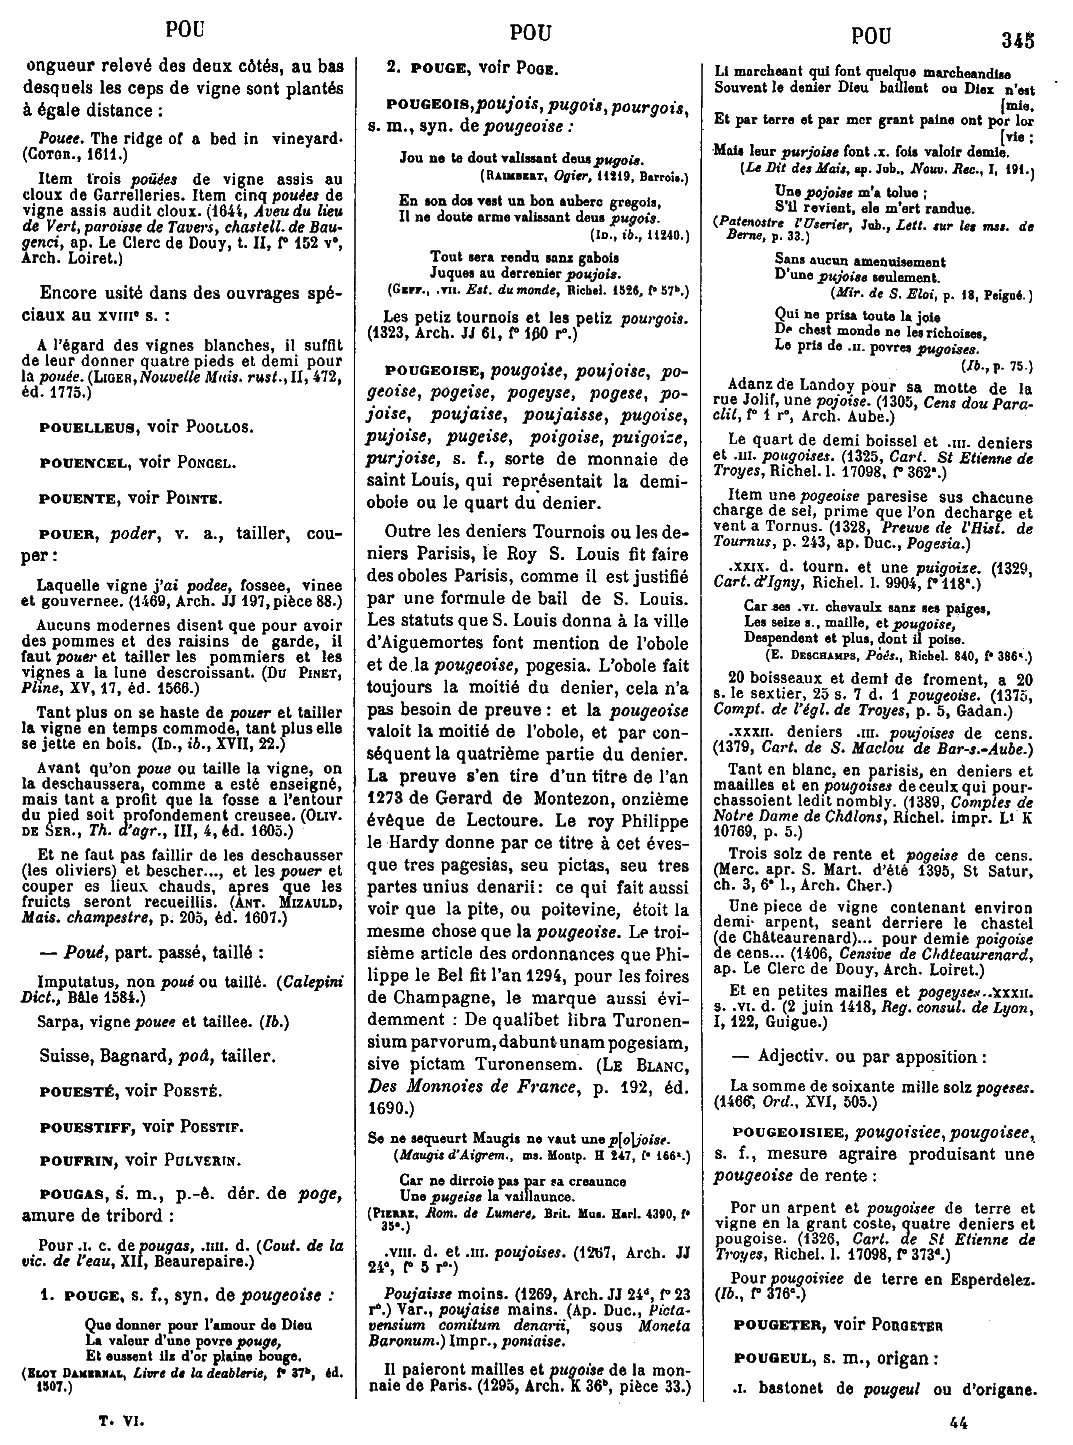 POU
POU
POU
345
ongueur relevé des deux côtés, au bas
desquels les ceps de vigne sont plantés
à égale distance :
Pouee. The ridge of a bed in vineyard.
(COTGR., 1611.)
Item trois poüées de vigne assis au
cloux de Garrelleries. Item cinq pouées de
vigne assis audit cloux. (1644, Aveu du lieu
de Vert, paroisse de Tavers, chastell. de Bau-
genci, ap. Le Clerc de Douy, t. II, f° 152 v°,
Arch. Loiret.)
Encore usité dans des ouvrages spé-
ciaux au XVIIIe s. :
A l'égard des vignes blanches, il suffit
de leur donner quatre pieds et demi pour
la pouée. (LIGER, Nouvelle Mais. rust., II, 472,
éd. 1775.)
POUELLEUS, voir POOLLOS.
POUENCEL, voir PONCEL.
POUENTE, voir POINTE.
POUER, poder, v. a., tailler, cou-
per :
Laquelle vigne j'ai podee, fossee, vinee
et gouvernee. (1469, Arch. JJ 197, pièce 88.)
Aucuns modernes disent que pour avoir
des pommes et des raisins de garde, il
faut pouer et tailler les pommiers et les
vignes a la lune descroissant. (DU PINET,
Pline, XV, 17, éd. 1566.)
Tant plus on se haste de pouer et tailler
la vigne en temps commode, tant plus elle
se jette en bois. (ID., ib., XVII, 22.)
Avant qu'on poue ou taille la vigne, on
la deschaussera, comme a esté enseigné,
mais tant a profit que la fosse a l'entour
du pied soit profondement creusee. (OLIV.
DE SER., Th. d'agr., III, 4, éd. 1605.)
Et ne faut pas faillir de les deschausser
(les oliviers) et bescher..., et les pouer et
couper es lieux chauds, apres que les
fruicts seront recueillis. (ANT. MIZAULD,
Mais. champestre, p. 205, éd. 1607.)
— Poué, part. passé, taillé :
Imputatus, non poué ou taillé. (Calepini
Dict., Bâle 1584.)
Sarpa, vigne pouee et taillee. (Ib.)
Suisse, Bagnard, poà, tailler.
POUESTÉ, voir POESTÉ.
POUESTIFF, voir POESTIF.
POUFRIN, voir PULVERIN.
POUGAS, s. m., p.-ê. dér. de poge,
amure de tribord :
Pour .I. c. de pougas, .IIII. d. (Cout. de la
vic. de l'eau, XII, Beaurepaire.)
1. POUGE, s. f., syn. de pougeoise :
Que donner pour l'amour de Dieu
La valeur d'une povre pouge,
Et eussent ilz d'or plaine bouge.
(ELOY DAMERNAL, Livre de la deablerie, f° 37b, éd.
1507.)
T. VI.
2. POUGE, voir POGE.
POUGEOIS, poujois, pugois, pourgois,
s. m., syn. de pougeoise :
Jou ne te dout valissant deus pugois.
(RAIMBERT, Ogier, 11219, Barrois.)
En son dos vest un bon auberc gregois,
Il ne doute arme valissant deus pugois.
(ID., ib., 11240.)
Tout sera rendu sanz gabois
Juques au derrenier poujois.
(GEFF., .VII. Est. du monde, Richel. 1526, f° 57b.)
Les petiz tournois et les petiz pourgois.
(1323, Arch. JJ 61, f° 160 r°.)
POUGEOISE, pougoise, poujoise, po-
geoise, pogeise, pogeyse, pogese, po-
joise, poujaise, poujaisse, pugoise,
pujoise, pugeise, poigoise, puigoize,
purjoise, s. f., sorte de monnaie de
saint Louis, qui représentait la demi-
obole ou le quart du denier.
Outre les deniers Tournois ou les de-
niers Parisis, le Roy S. Louis fit faire
des oboles Parisis, comme il est justifié
par une formule de bail de S. Louis.
Les statuts que S. Louis donna à la ville
d'Aiguemortes font mention de l'obole
et de la pougeoise, pogesia. L'obole fait
toujours la moitié du denier, cela n'a
pas besoin de preuve : et la pougeoise
valoit la moitié de l'obole, et par con-
séquent la quatrième partie du denier.
La preuve s'en tire d'un titre de l'an
1273 de Gerard de Montezon, onzième
évêque de Lectoure. Le roy Philippe
le Hardy donne par ce titre à cet éves-
que tres pagesias, seu pictas, seu tres
partes unius denarii : ce qui fait aussi
voir que la pite, ou poitevine, étoit la
mesme chose que la pougeoise. Le troi-
sième article des ordonnances que Phi-
lippe le Bel fit l'an 1294, pour les foires
de Champagne, le marque aussi évi-
demment : De qualibet libra Turonen-
sium parvorum, dabunt unam pogesiam,
sive pictam Turonensem. (LE BLANC,
Des Monnoies de France, p. 192, éd.
1690.)
Se ne sequeurt Maugis ne vaut une p[o]joise.
(Maugis d'Aigrem., ms. Montp. H 247, f° 166a.)
Car ne dirroie pas par sa creaunce
Une pugeise la vaillaunce.
(PIERRE, Rom. de Lumere, Brit. Mus. Harl. 4390, f°
35a.)
.VIII. d. et .III. poujoises. (1267, Arch. JJ
24a, f° 5 r°.)
Poujaisse moins. (1269, Arch. JJ 24d, f° 23
r°.) Var., poujaise mains. (Ap. Duc., Picta-
vensium comitum denarii, sous Moneta
Baronum.) Impr., poniaise.
Il paieront mailles et pugoise de la mon-
naie de Paris. (1295, Arch. K 36b, pièce 33.)
Li marcheant qui font quelque marcheandise
Souvent le denier Dieu baillent ou Diex n'est
[mie,
Et par terre et par mer grant paine ont por lor
[vie ;
Mais leur purjoise font .x. fois valoir demie.
(Le Dit des Mais, ap. Jub., Nouv. Rec., I, 191.)
Une pojoise m'a tolue ;
S'il revient, ele m'ert randue.
(Patenostre l'Userier, Jub., Lett. sur les mss. de
Berne, p. 33.)
Sans aucun amenuisement
D'une pujoise seulement.
(Mir. de S. Eloi, p. 18, Peigné.)
Qui ne prisa toute la joie
De chest monde ne les richoises,
Le pris de .II. povres pugoises.
(Ib., p. 75.)
Adanz de Landoy pour sa motte de la
rue Jolif, une pojoise. (1305, Cens dou Para-
clit, f° 1 r°, Arch. Aube.)
Le quart de demi boissel et .III. deniers
et .III. pougoises. (1325, Cart. St Etienne de
Troyes, Richel. l. 17098, f° 362a.)
Item une pogeoise paresise sus chacune
charge de sel, prime que l'on decharge et
vent a Tornus. (1328, Preuve de l'Hist. de
Tournus, p. 243, ap. Duc., Pogesia.)
.XXIX. d. tourn. et une puigoize. (1329,
Cart. d'Igny, Richel. l. 9904, f° 118a.)
Car ses .VI. chevaulx sanz ses paiges,
Les seize s., maille, et pougoise,
Despendent et plus, dont il poise.
(E. DESCHAMPS, Poés., Richel. 840, f° 386a.)
20 boisseaux et demi de froment, a 20
s. le sextier, 25 s. 7 d. 1 pougeoise. (1375,
Compt. de l'égl. de Troyes, p. 5, Gadan.)
.XXXII. deniers .III. poujoises de cens.
(1379, Cart. de S. Maclou de Bar-s.-Aube.)
Tant en blanc, en parisis, en deniers et
maailles et en pougoises de ceulx qui pour-
chassoient ledit nombly. (1389, Comptes de
Notre Dame de Châlons, Richel. impr. L1 K
10769, p. 5.)
Trois solz de rente et pogeise de cens.
(Merc. apr. S. Mart. d'été 1395, St Satur,
ch. 3, 6e l., Arch. Cher.)
Une piece de vigne contenant environ
demi arpent, seant derriere le chastel
(de Châteaurenard)... pour demie poigoise
de cens... (1406, Censive de Châteaurenard,
ap. Le Clerc de Douy, Arch. Loiret.)
Et en petites mailles et pogeyses .XXXII.
s. .VI. d. (2 juin 1418, Reg. consul. de Lyon,
I, 122, Guigue.)
— Adjectiv. ou par apposition :
La somme de soixante mille solz pogeses.
(1466, Ord., XVI, 505.)
POUGEOISIEE, pougoisiee, pougoisee,
s. f., mesure agraire produisant une
pougeoise de rente :
Por un arpent et pougoisee de terre et
vigne en la grant coste, quatre deniers et
pougoise. (1326, Cart. de St Etienne de
Troyes, Richel. l. 17098, f° 373d.)
Pour pougoisiee de terre en Esperdelez.
(Ib., f° 376a.)
POUGETER, voir PORGETER
POUGEUL, s. m., origan :
.I. bastonet de pougeul ou d'origane.
44